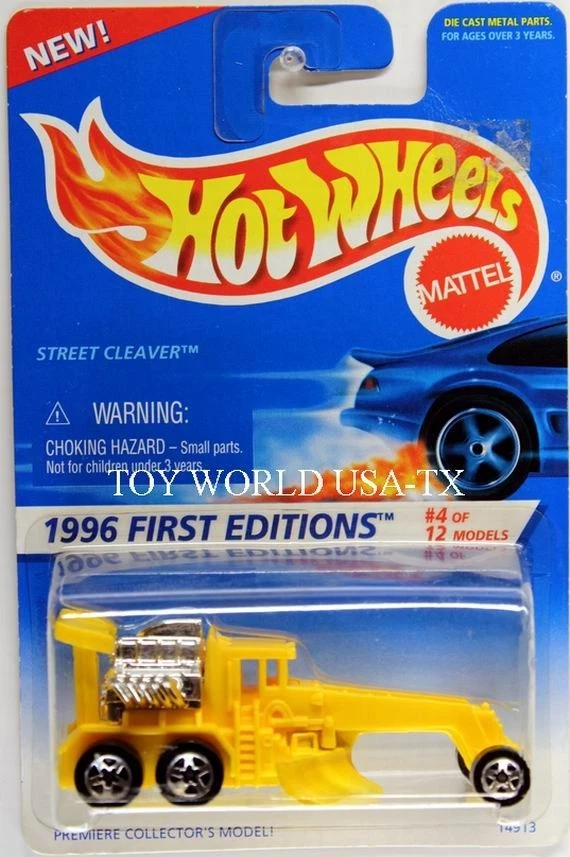 NEW!
DIE CAST METAL PARTS.
FOR AGES OVER 3 YEARS.
Hot Wheels
®
MATTEL
STREET CLEAVER™
⚠ WARNING:
CHOKING HAZARD – Small parts.
Not for children under 3 years.
TOY WORLD USA-TX
1996 FIRST EDITIONS™
#4 OF
12 MODELS
PREMIERE COLLECTOR'S MODEL!
14913